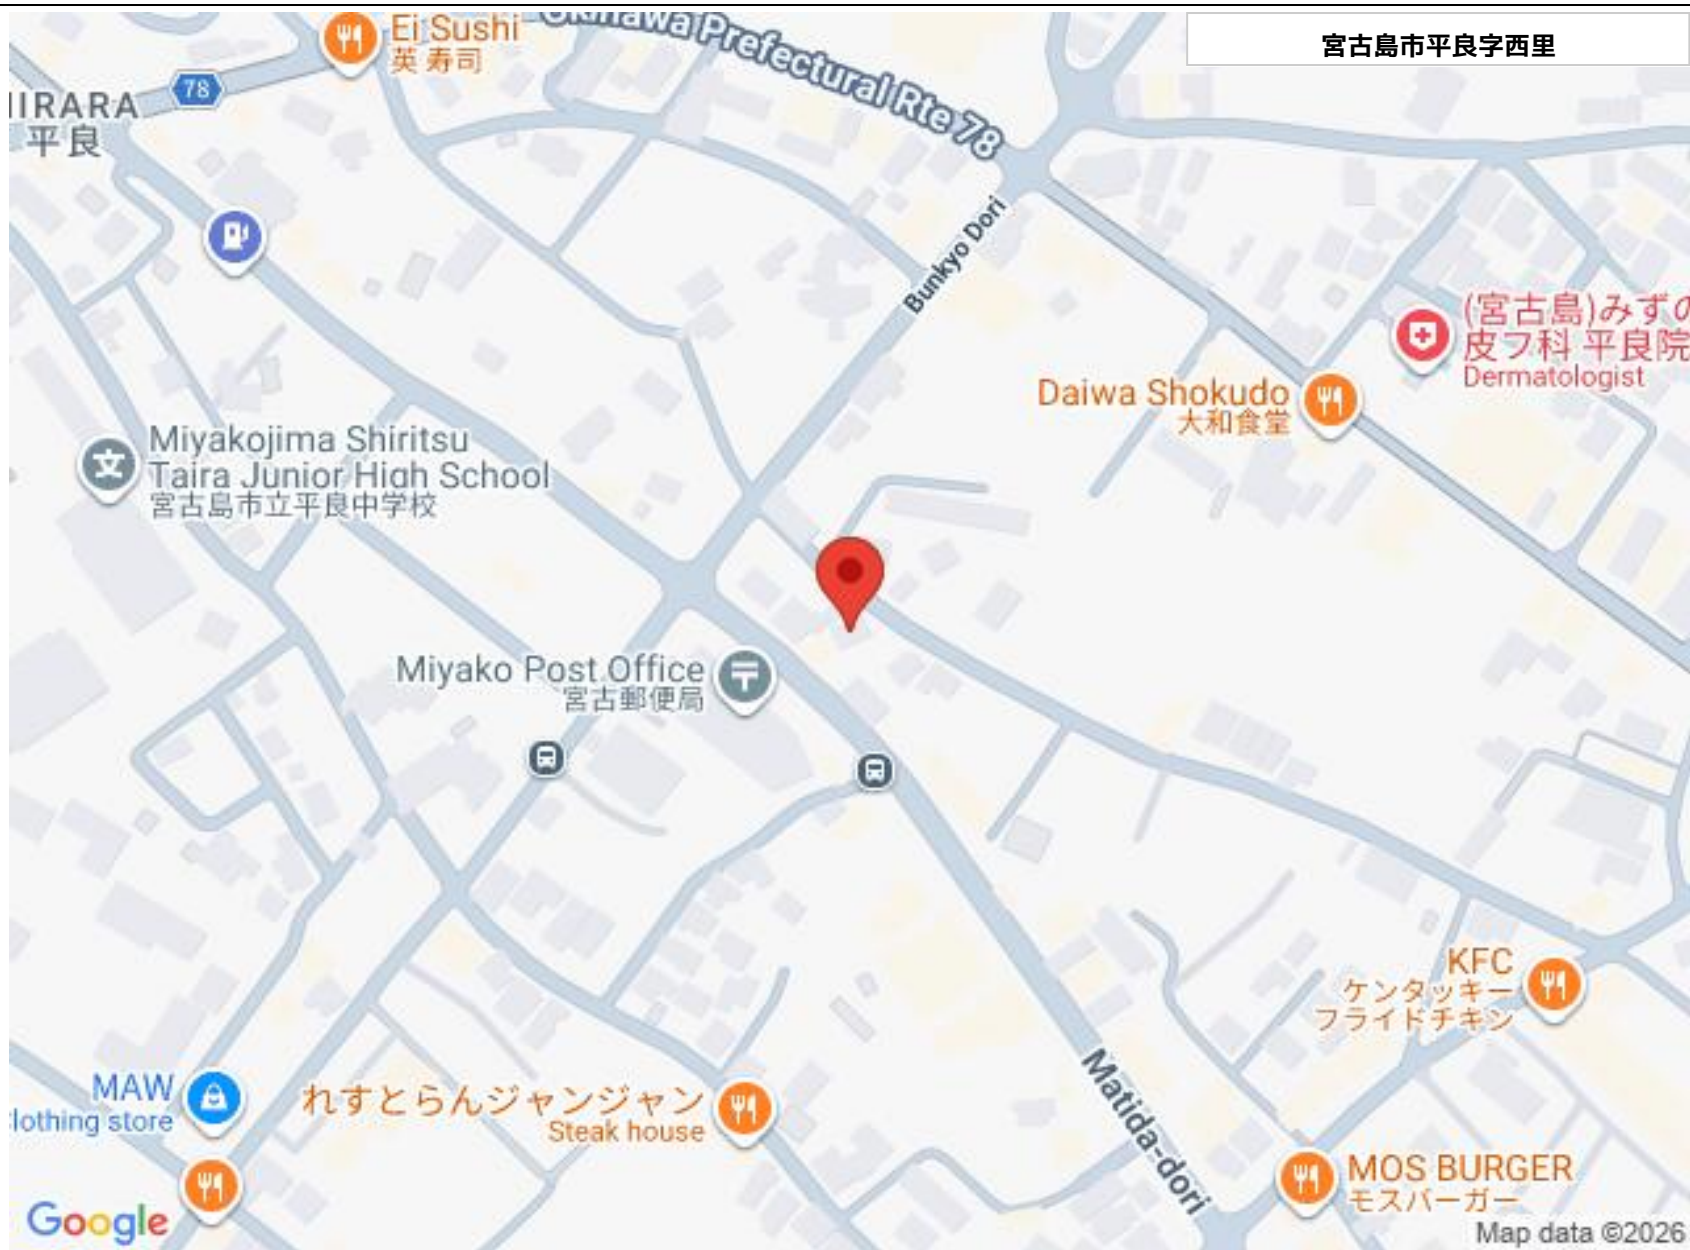 Ei Sushi
英 寿司
Okinawa Prefectural Rte 78
宮古島市平良字西里
78
平良
Bunkyo Dori
(宮古島)みずの
皮フ科 平良院
Dermatologist
Daiwa Shokudo
大和食堂
Miyakojima Shiritsu
Taira Junior High School
宮古島市立平良中学校
Miyako Post Office
宮古郵便局
KFC
ケンタッキー
フライドチキン
Matida-dori
MAW
lothing store
れすとらんジャンジャン
Steak house
MOS BURGER
モスバーガー
Google
Map data ©2026